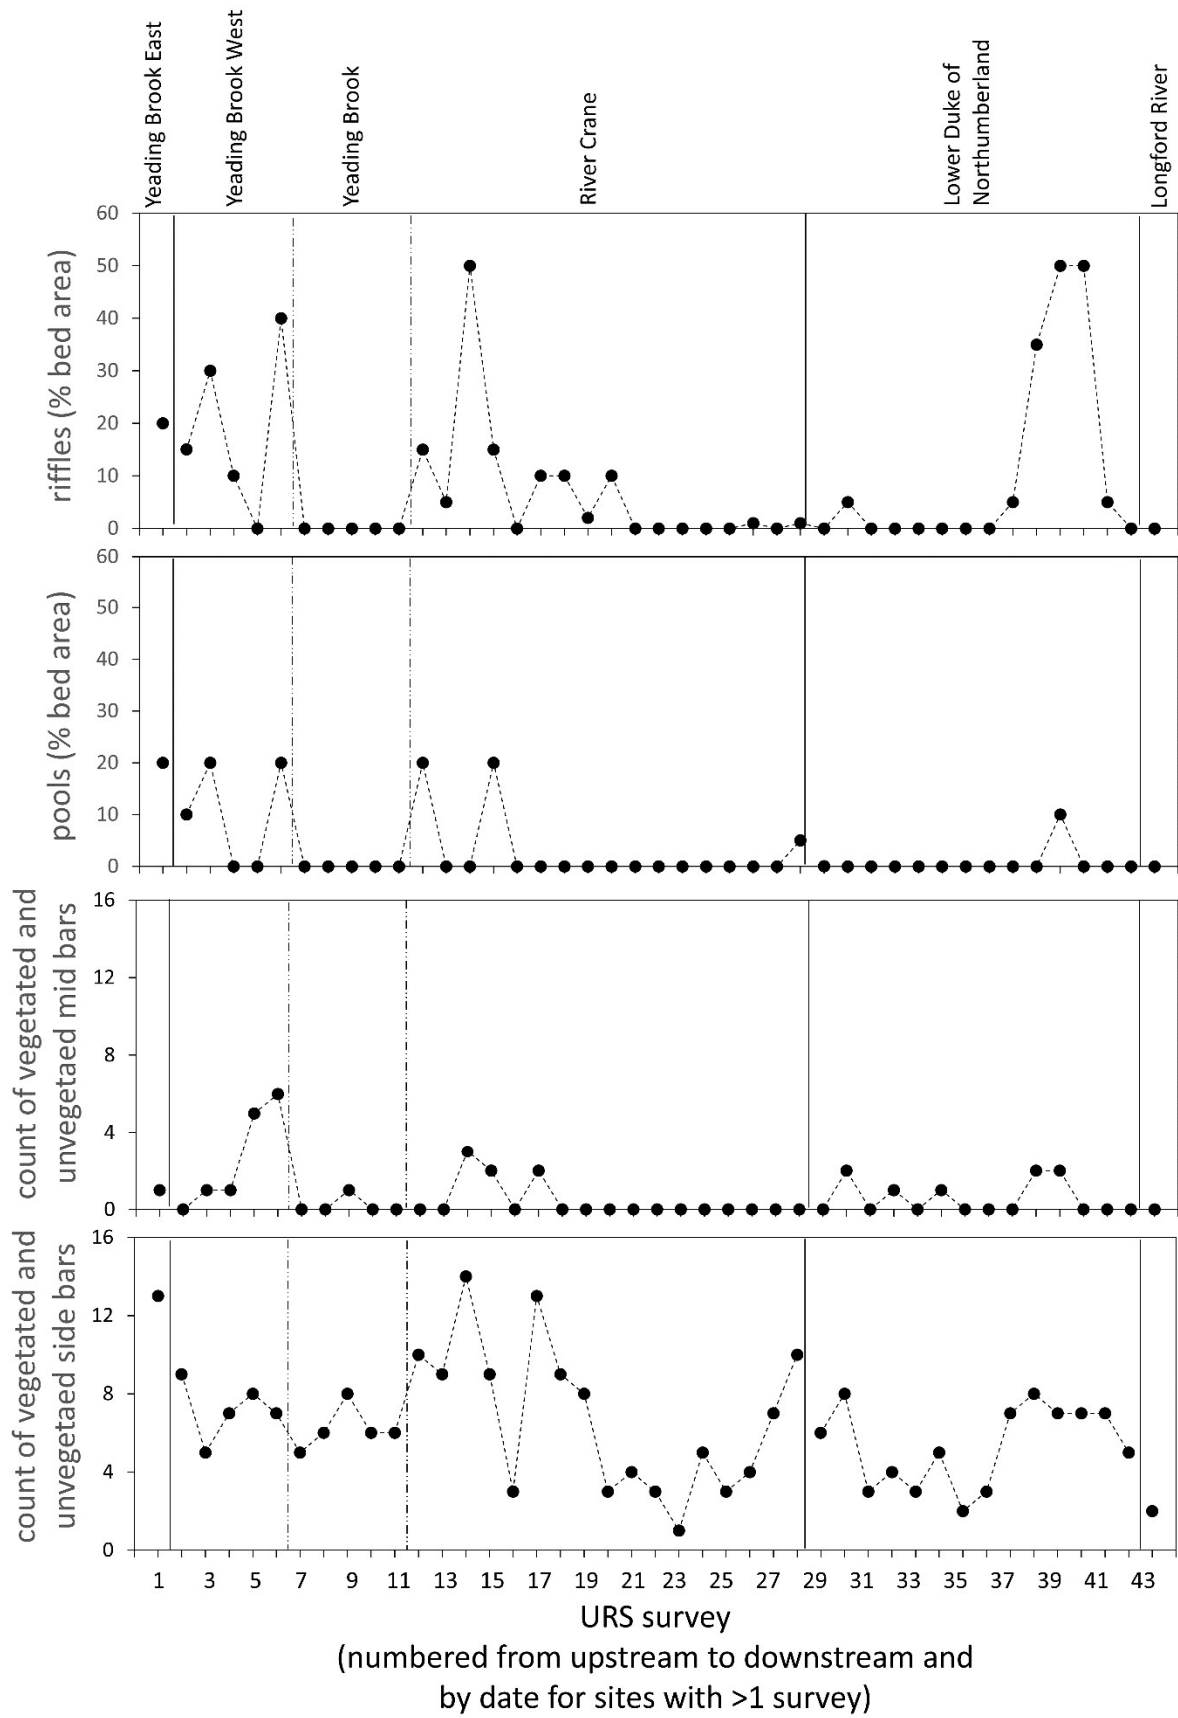 Yeading Brook East
Yeading Brook West
Yeading Brook
River Crane
Lower Duke of
Northumberland
Longford River
riffles (% bed area)
60
50
40
30
20
10
0
pools (% bed area)
60
50
40
30
20
10
0
count of vegetated and
unvegetaed mid bars
16
12
8
4
0
count of vegetated and
unvegetaed side bars
16
12
8
4
0
1 3 5 7 9 11 13 15 17 19 21 23 25 27 29 31 33 35 37 39 41 43
URS survey
(numbered from upstream to downstream and
by date for sites with >1 survey)